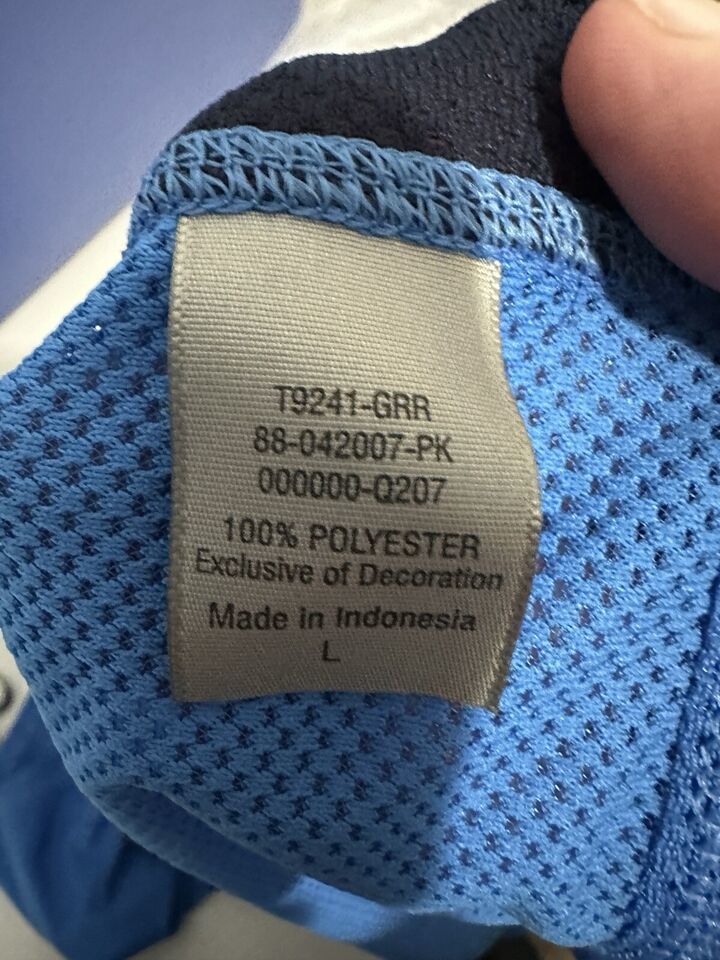 T9241-GRR
88-042007-PK
000000-Q207
100% POLYESTER
Exclusive of Decoration
Made in Indonesia
L